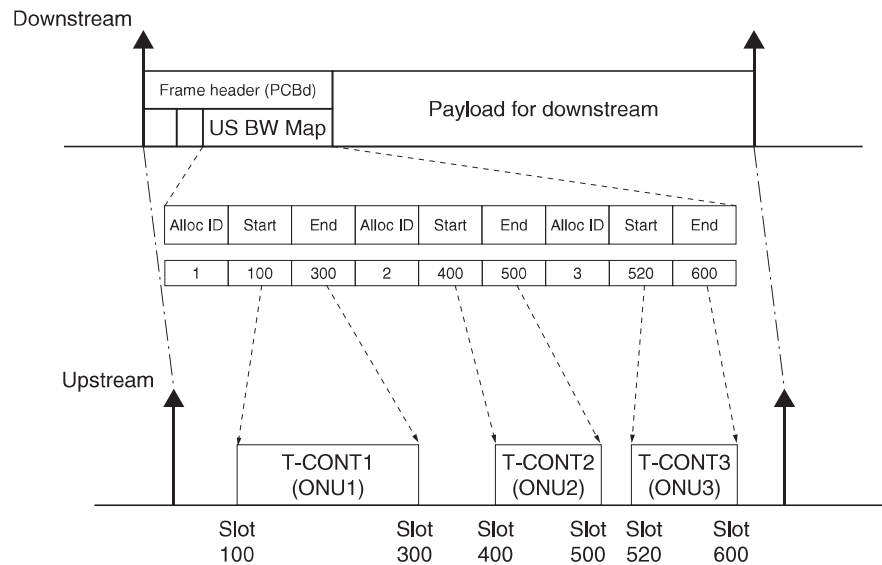 Downstream
Frame header (PCBd)
US BW Map
Payload for downstream
Alloc ID Start End Alloc ID Start End Alloc ID Start End
1 100 300 2 400 500 3 520 600
Upstream
T-CONT1
(ONU1)
T-CONT2
(ONU2)
T-CONT3
(ONU3)
Slot
100
Slot
300
Slot
400
Slot
500
Slot
520
Slot
600